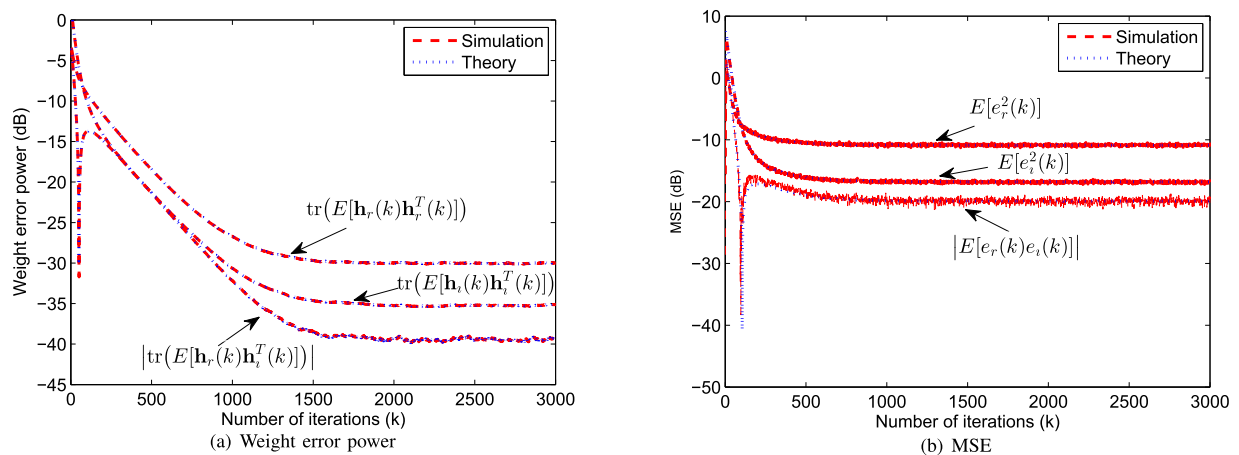 0
−5
−10
−15
−20
−25
−30
−35
−40
−45
Weight error power (dB)
Simulation
Theory
tr(E[h_r(k)h_r^T(k)])
tr(E[h_ı(k)h_ı^T(k)])
|tr(E[h_r(k)h_ı^T(k)])|
0 500 1000 1500 2000 2500 3000
Number of iterations (k)
(a) Weight error power
10
0
−10
−20
−30
−40
−50
MSE (dB)
Simulation
Theory
E[e_r^2(k)]
E[e_ı^2(k)]
|E[e_r(k)e_ı(k)]|
0 500 1000 1500 2000 2500 3000
Number of iterations (k)
(b) MSE